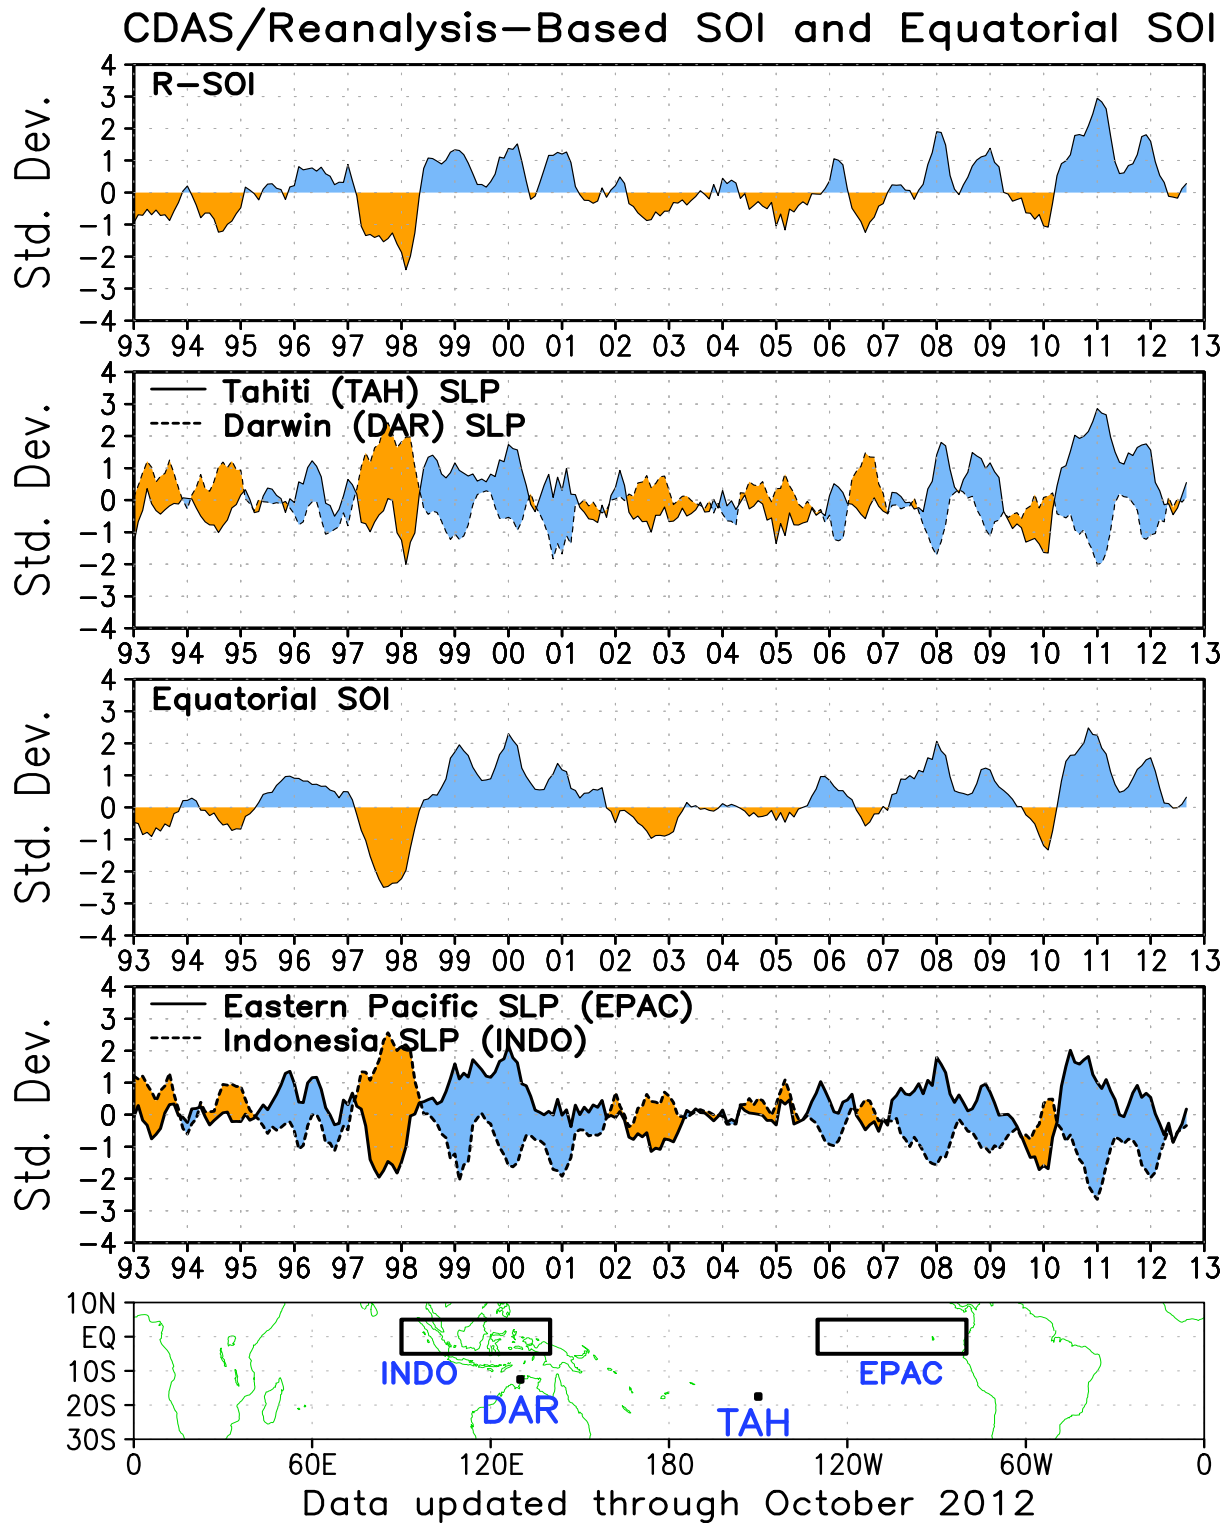 CDAS/Reanalysis-Based SOI and Equatorial SOI
R-SOI
Std. Dev.
4
3
2
1
0
-1
-2
-3
-4
93 94 95 96 97 98 99 00 01 02 03 04 05 06 07 08 09 10 11 12 13
Tahiti (TAH) SLP
Darwin (DAR) SLP
Std. Dev.
4
3
2
1
0
-1
-2
-3
-4
93 94 95 96 97 98 99 00 01 02 03 04 05 06 07 08 09 10 11 12 13
Equatorial SOI
Std. Dev.
4
3
2
1
0
-1
-2
-3
-4
93 94 95 96 97 98 99 00 01 02 03 04 05 06 07 08 09 10 11 12 13
Eastern Pacific SLP (EPAC)
Indonesia SLP (INDO)
Std. Dev.
4
3
2
1
0
-1
-2
-3
-4
93 94 95 96 97 98 99 00 01 02 03 04 05 06 07 08 09 10 11 12 13
10N
EQ
10S
20S
30S
INDO
EPAC
DAR
TAH
0 60E 120E 180 120W 60W 0
Data updated through October 2012